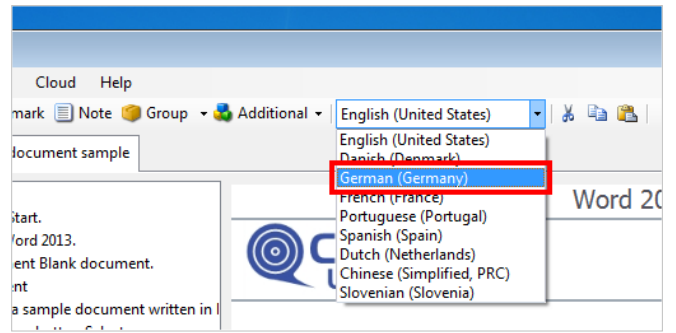 Cloud Help
mark Note Group Additional English (United States)
document sample
English (United States)
Danish (Denmark)
German (Germany)
French (France)
Portuguese (Portugal)
Spanish (Spain)
Dutch (Netherlands)
Chinese (Simplified, PRC)
Slovenian (Slovenia)
Word 20
Start.
Word 2013.
ent Blank document.
ent
a sample document written in